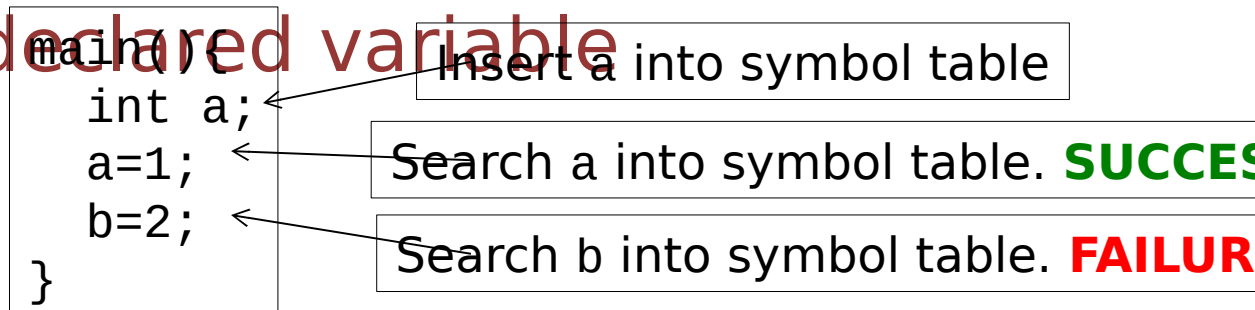 declared variable
main(){
int a;
a=1;
b=2;
}
Insert a into symbol table
Search a into symbol table. SUCCES
Search b into symbol table. FAILUR